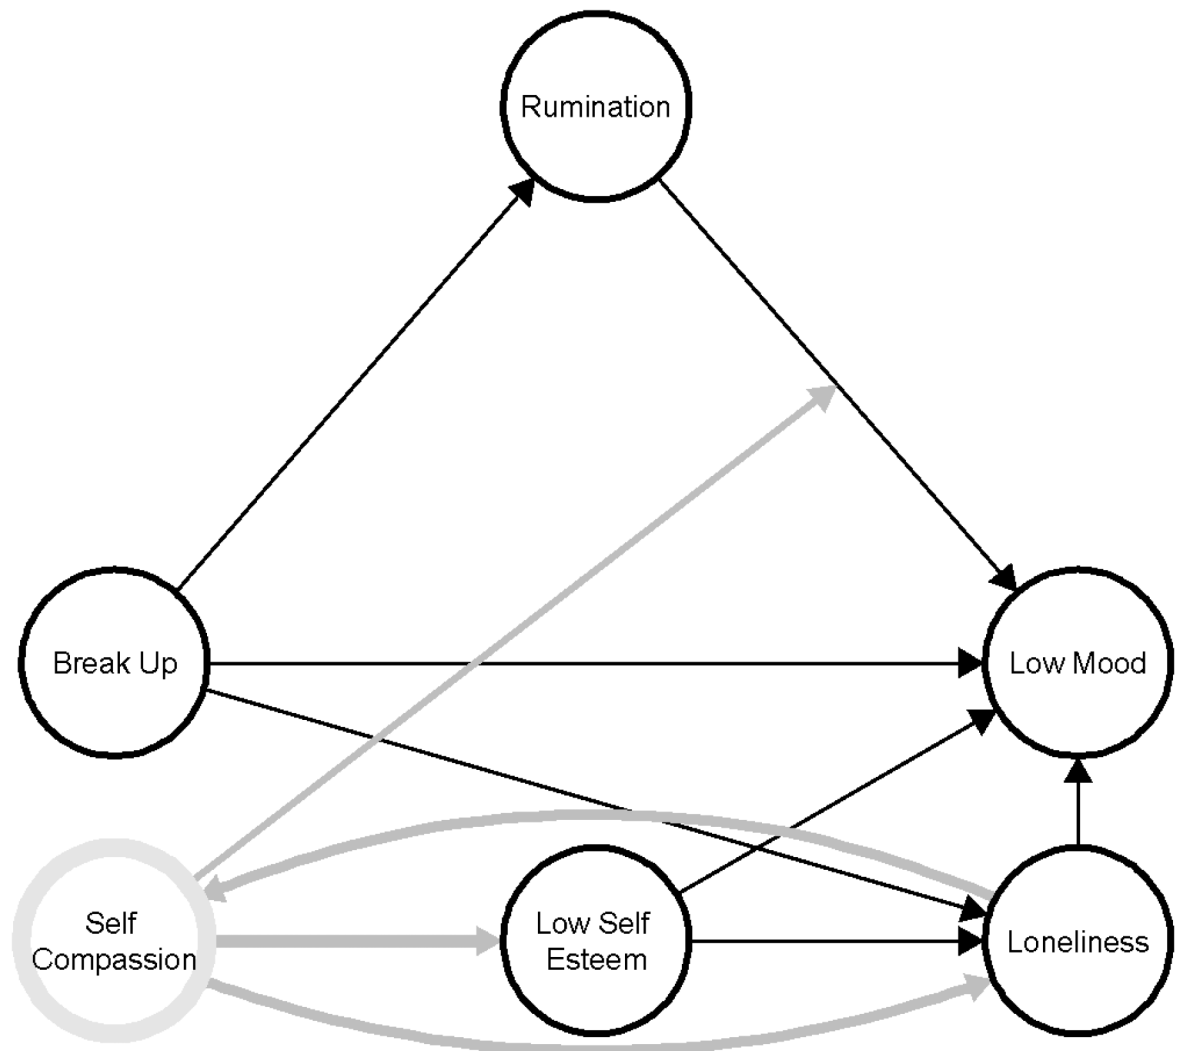 Rumination
Break Up
Low Mood
Self
Compassion
Low Self
Esteem
Loneliness